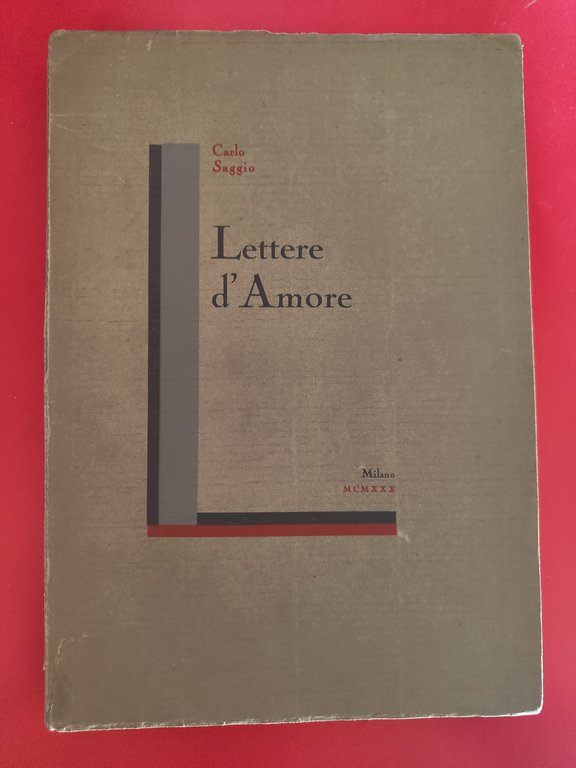 Carlo
Saggio
Lettere
d'Amore
Milano
MCMXXX